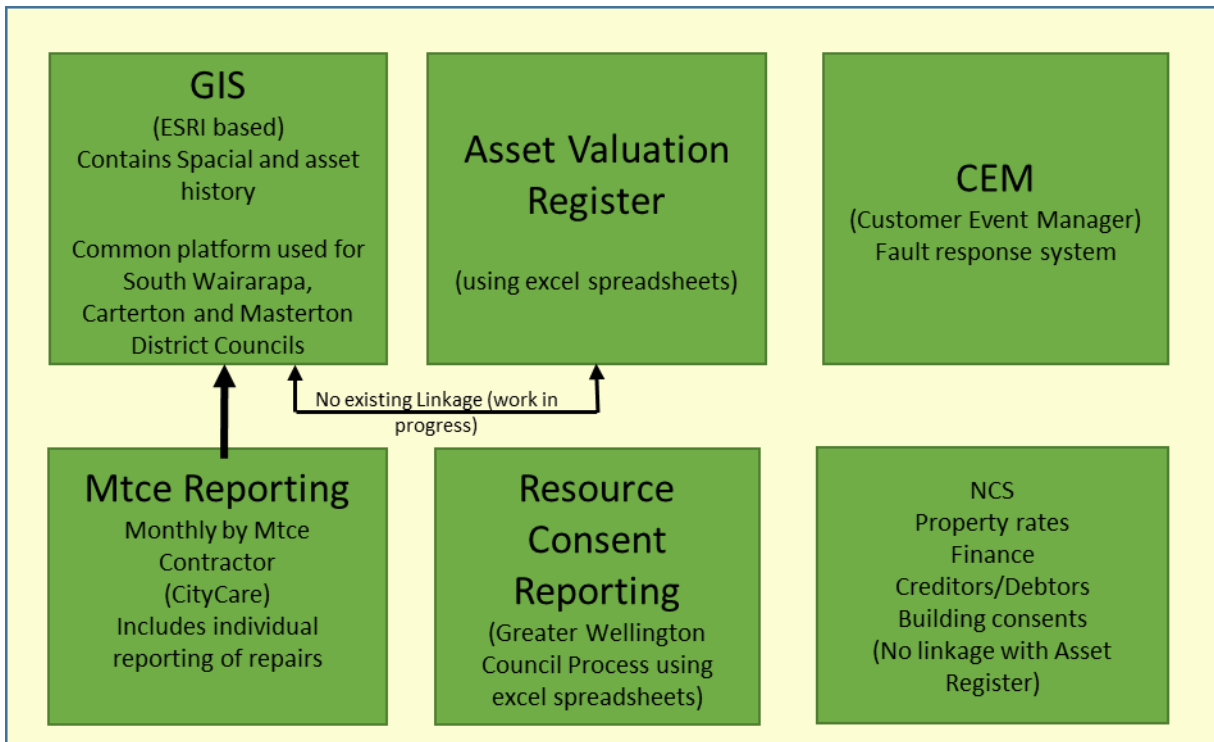 GIS
(ESRI based)
Contains Spacial and asset
history
Common platform used for
South Wairarapa,
Carterton and Masterton
District Councils
Asset Valuation
Register
(using excel spreadsheets)
CEM
(Customer Event Manager)
Fault response system
No existing Linkage (work in
progress)
Mtce Reporting
Monthly by Mtce
Contractor
(CityCare)
Includes individual
reporting of repairs
Resource
Consent
Reporting
(Greater Wellington
Council Process using
excel spreadsheets)
NCS
Property rates
Finance
Creditors/Debtors
Building consents
(No linkage with Asset
Register)